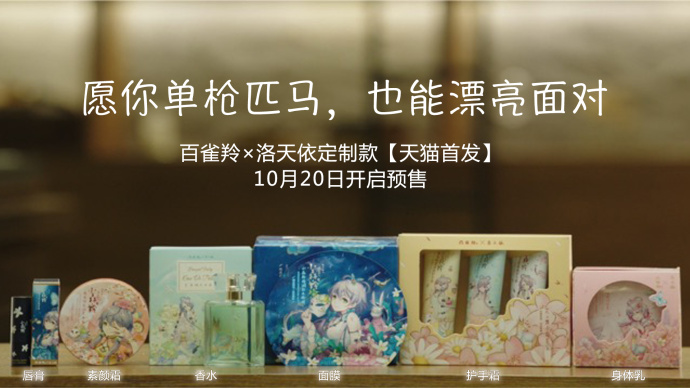 愿你单枪匹马，也能漂亮面对
百雀羚×洛天依定制款【天猫首发】
10月20日开启预售
唇膏 素颜霜 香水 面膜 护手霜 身体乳